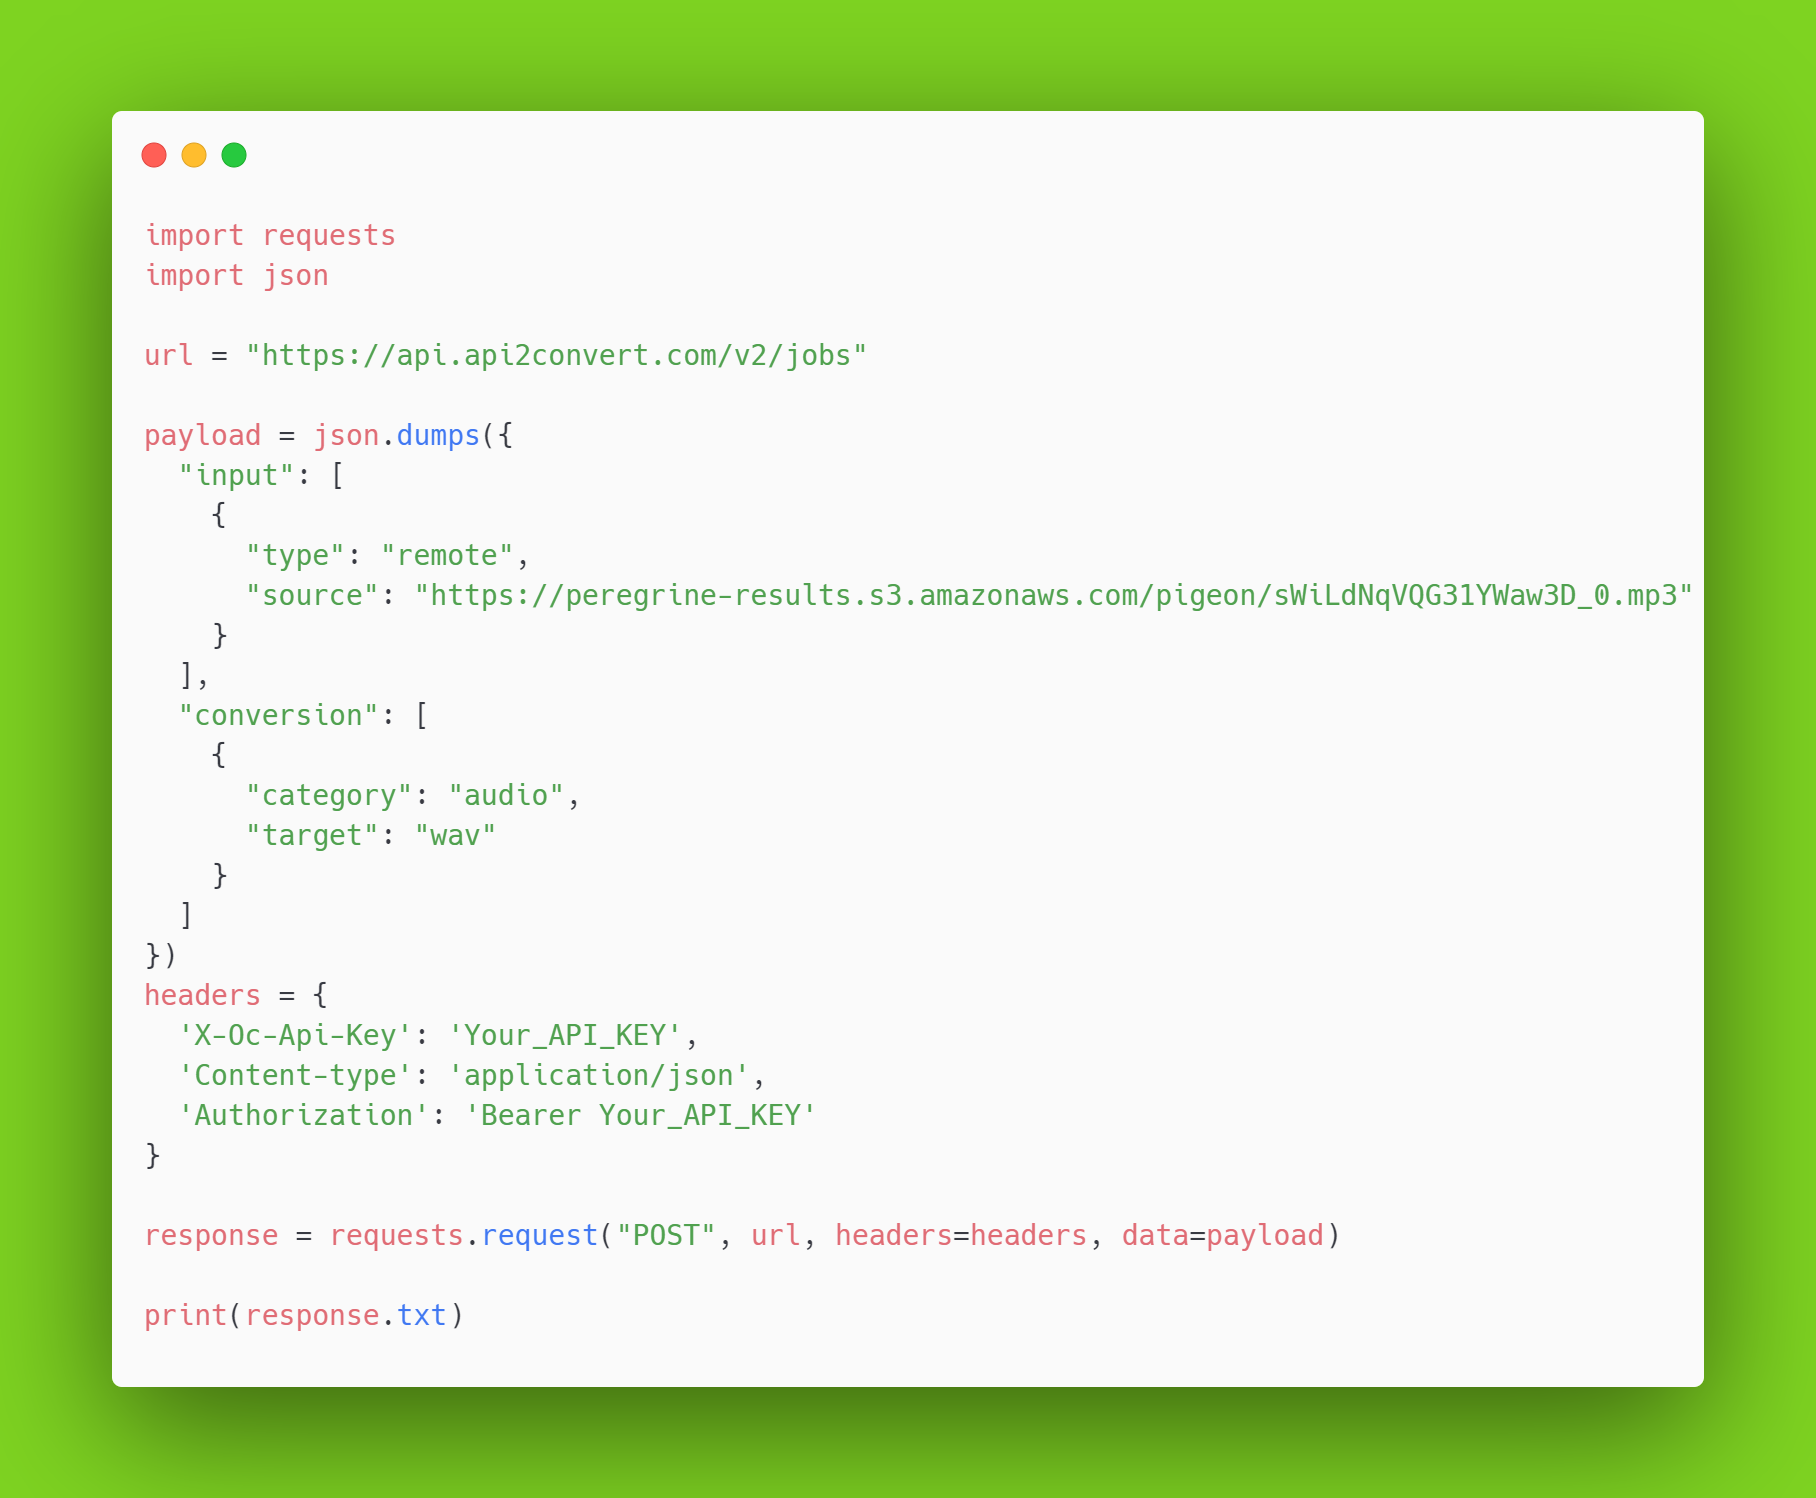 import requests
import json

url = "https://api.api2convert.com/v2/jobs"

payload = json.dumps({
  "input": [
    {
      "type": "remote",
      "source": "https://peregrine-results.s3.amazonaws.com/pigeon/sWiLdNqVQG31YWaw3D_0.mp3"
    }
  ],
  "conversion": [
    {
      "category": "audio",
      "target": "wav"
    }
  ]
})
headers = {
  'X-Oc-Api-Key': 'Your_API_KEY',
  'Content-type': 'application/json',
  'Authorization': 'Bearer Your_API_KEY'
}

response = requests.request("POST", url, headers=headers, data=payload)

print(response.txt)